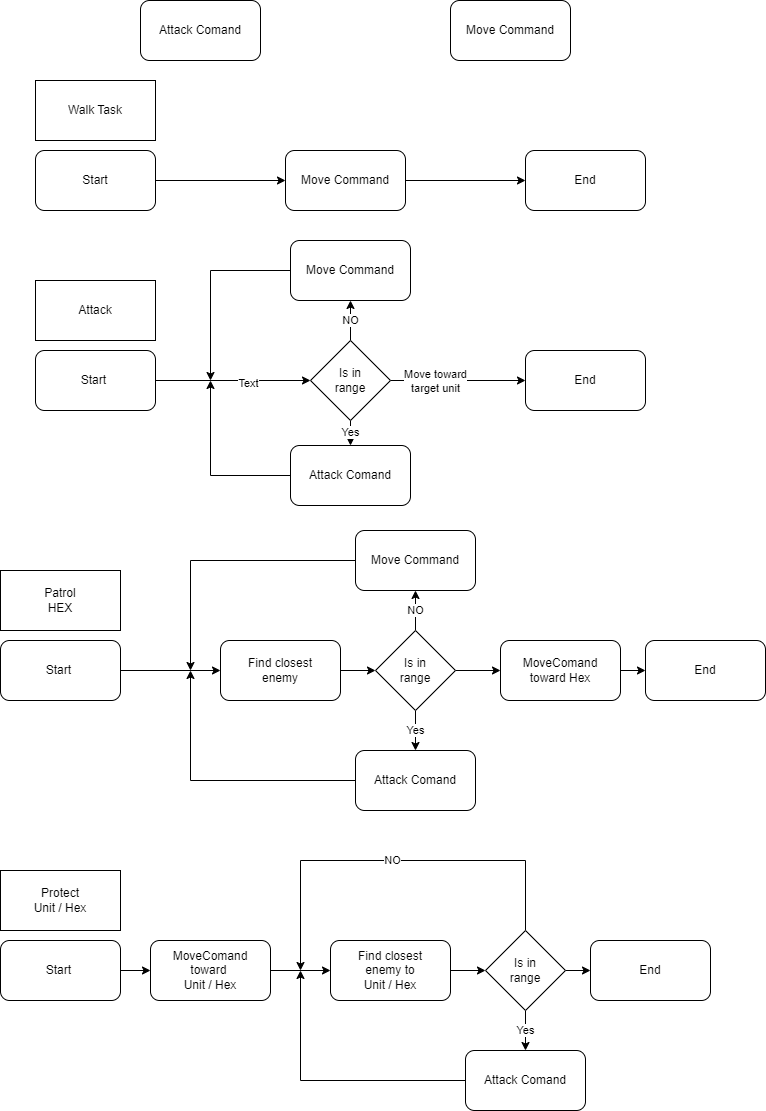 Attack Comand
Move Command
Walk Task
Start
Move Command
End
Move Command
Attack
NO
Start
Text
Is in
range
Move toward
target unit
End
Yes
Attack Comand
Move Command
Patrol
HEX
NO
Start
Find closest
enemy
Is in
range
MoveComand
toward Hex
End
Yes
Attack Comand
NO
Protect
Unit / Hex
Start
MoveComand
toward
Unit / Hex
Find closest
enemy to
Unit / Hex
Is in
range
End
Yes
Attack Comand